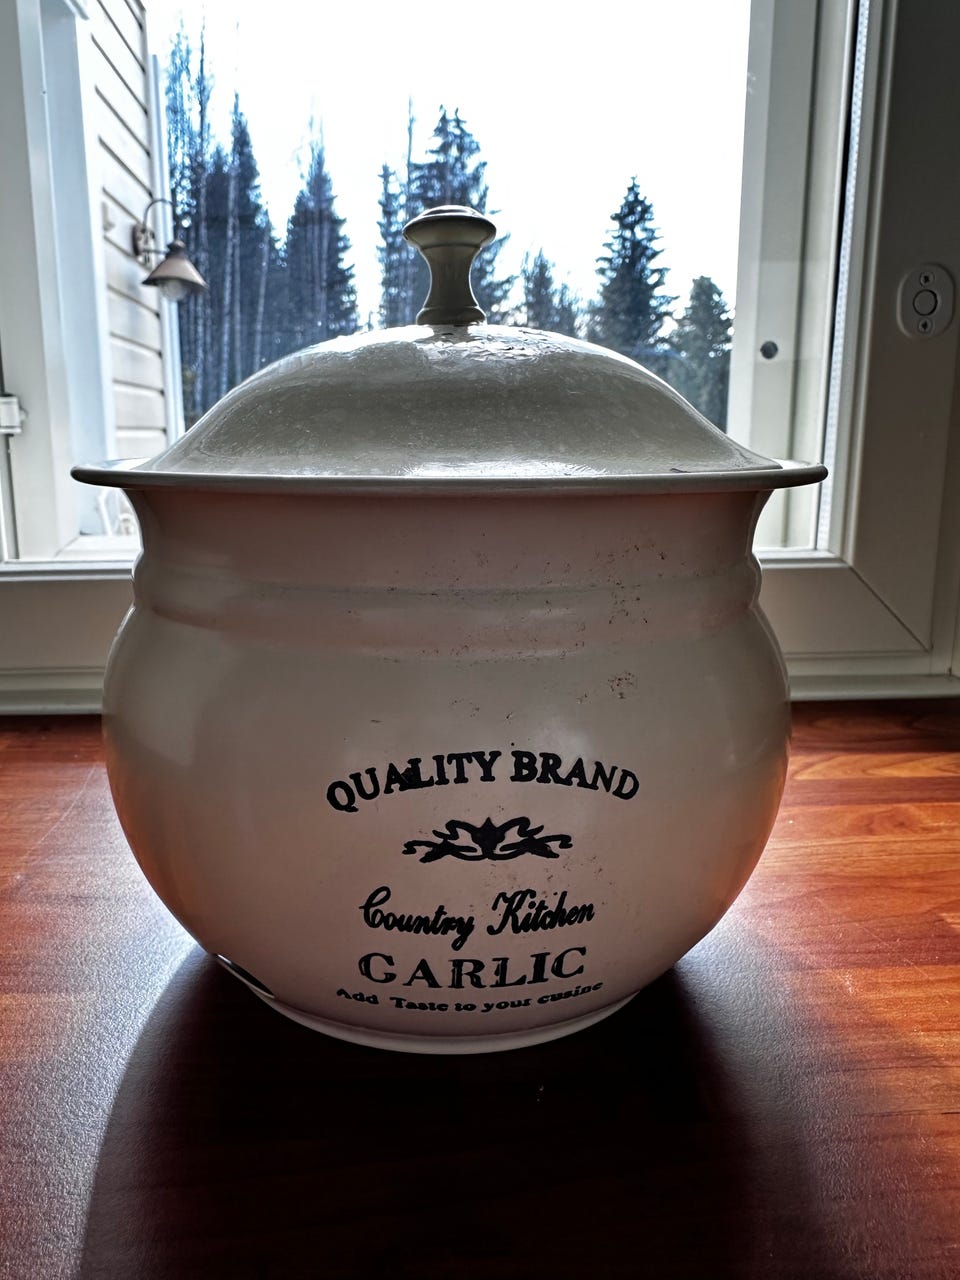 QUALITY BRAND
Country Kitchen
GARLIC
Add Taste to your cusine